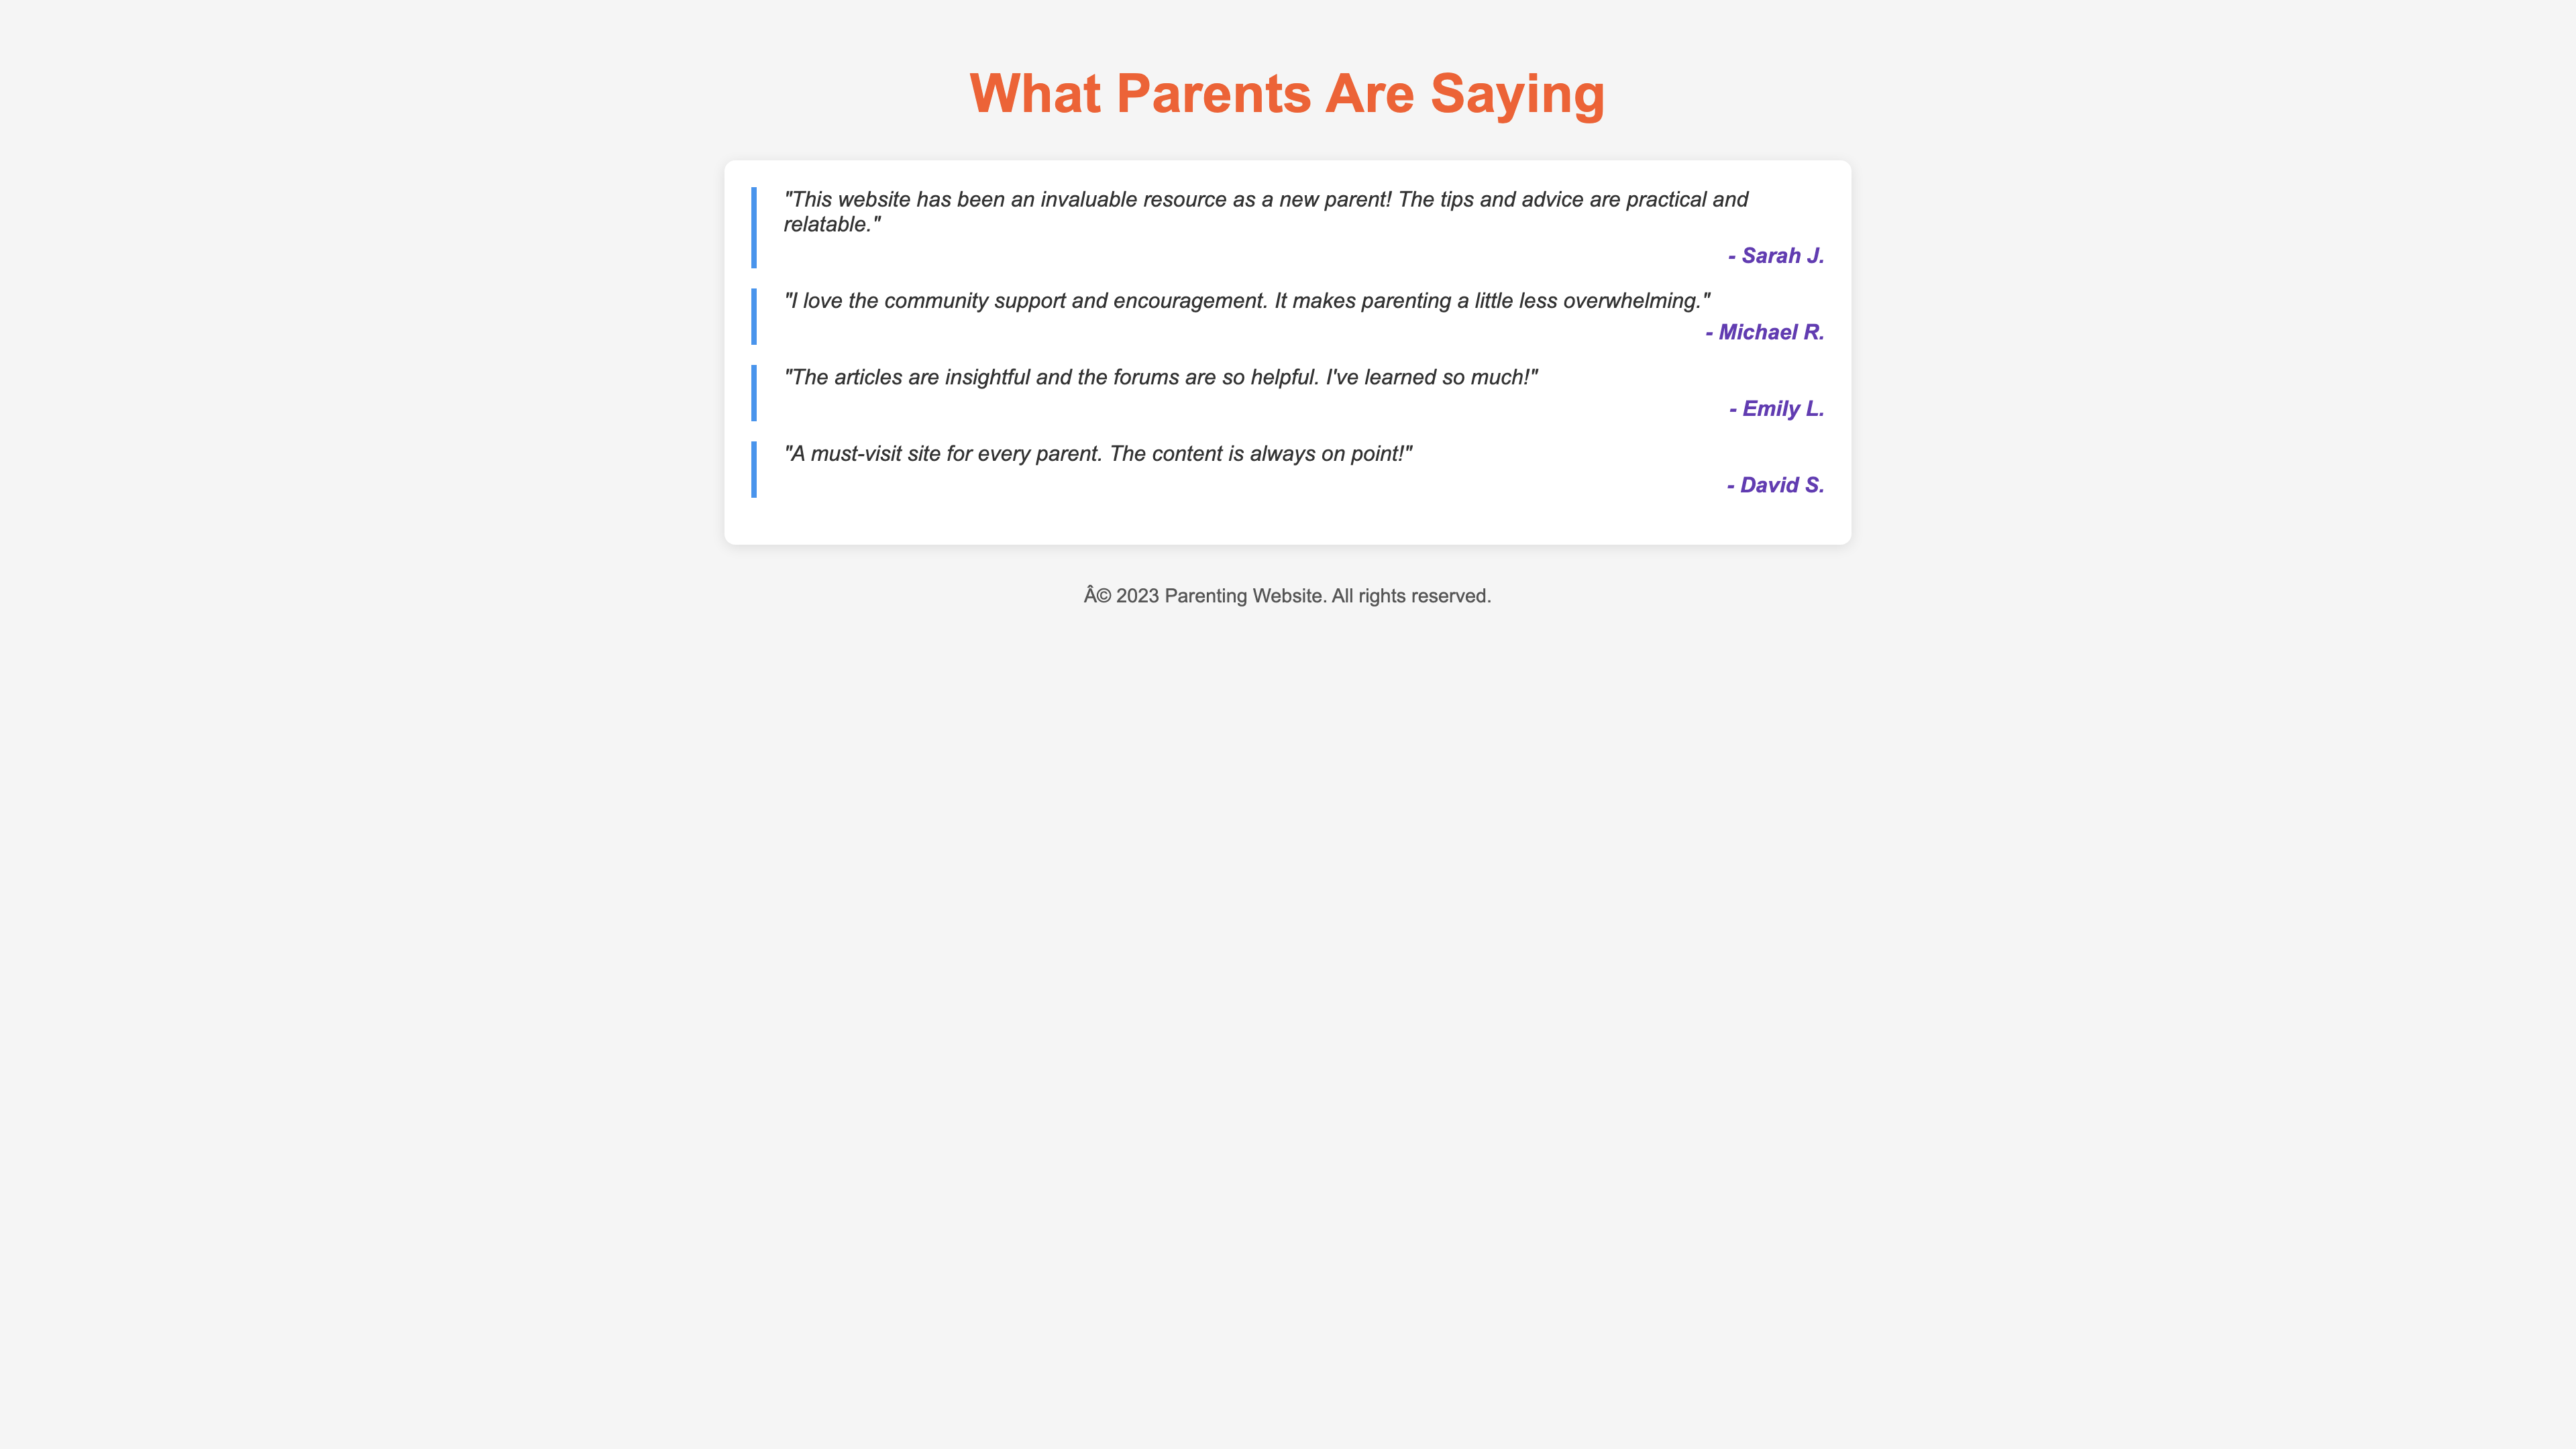 What Parents Are Saying
"This website has been an invaluable resource as a new parent! The tips and advice are practical and
relatable."
- Sarah J.
"I love the community support and encouragement. It makes parenting a little less overwhelming."
- Michael R.
"The articles are insightful and the forums are so helpful. I've learned so much!"
- Emily L.
"A must-visit site for every parent. The content is always on point!"
- David S.
Â© 2023 Parenting Website. All rights reserved.